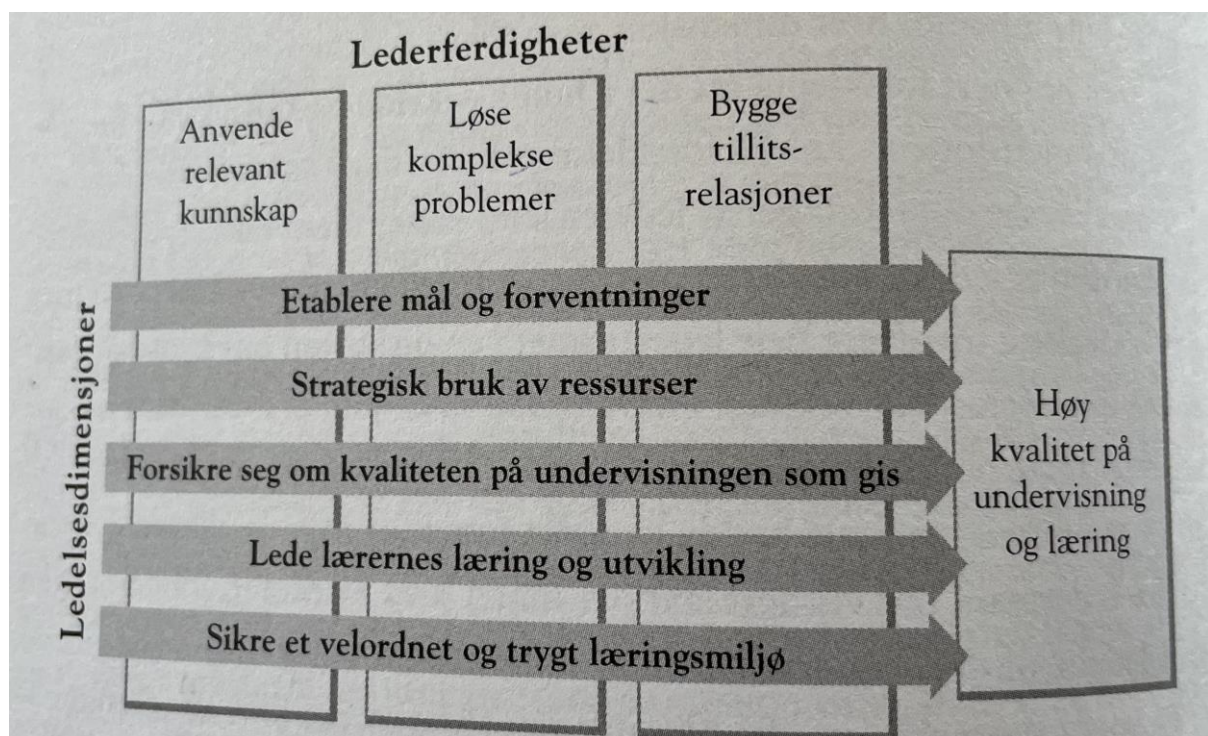 Lederferdigheter
Anvende
relevant
kunnskap
Løse
komplekse
problemer
Bygge
tillits-
relasjoner
Ledelsesdimensjoner
Etablere mål og forventninger
Strategisk bruk av ressurser
Forsikre seg om kvaliteten på undervisningen som gis
Lede lærernes læring og utvikling
Sikre et velordnet og trygt læringsmiljø
Høy
kvalitet på
undervisning
og læring